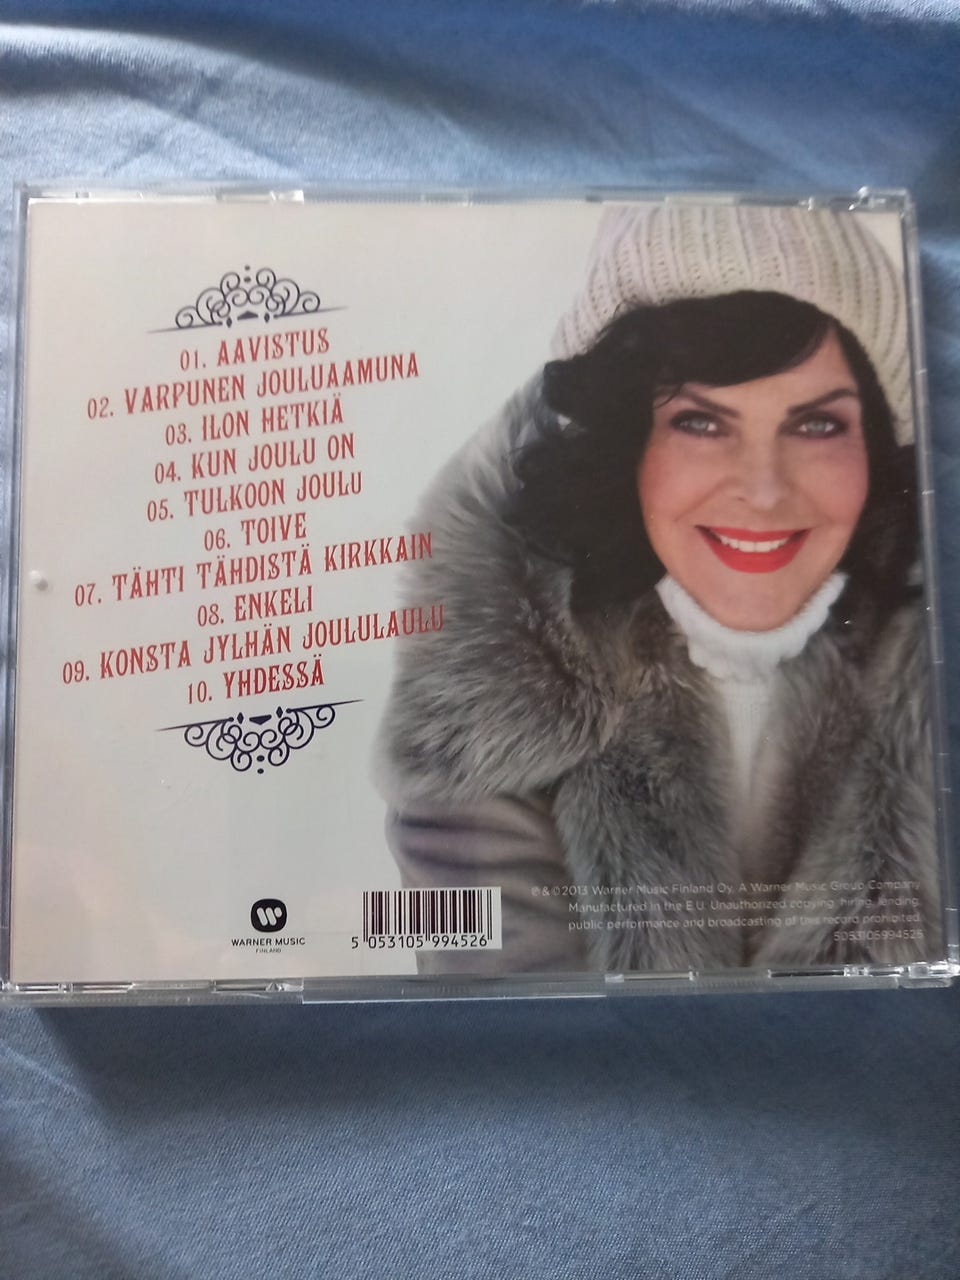 01. AAVISTUS
02. VARPUNEN JOULUAAMUNA
03. ILON HETKIÄ
04. KUN JOULU ON
05. TULKOON JOULU
06. TOIVE
07. TÄHTI TÄHDISTÄ KIRKKAIN
08. ENKELI
09. KONSTA JYLHÄN JOULULAULU
10. YHDESSÄ
WARNER MUSIC
FINLAND
5 053105 994526
℗&©2013 Warner Music Finland Oy. A Warner Music Group Company
Manufactured in the E.U. Unauthorized copying, hiring, lending,
public performance and broadcasting of this record prohibited.
5053105994526